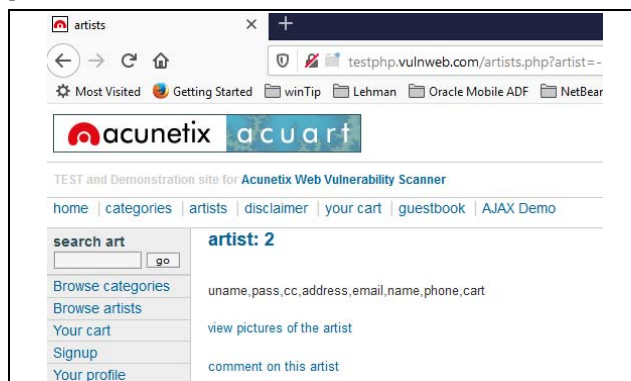 artists
testphp.vulnweb.com/artists.php?artist=-
Most Visited Getting Started winTip Lehman Oracle Mobile ADF NetBear
acunetix acuart
TEST and Demonstration site for Acunetix Web Vulnerability Scanner
home | categories | artists | disclaimer | your cart | guestbook | AJAX Demo
search art
go
Browse categories
Browse artists
Your cart
Signup
Your profile
artist: 2
uname,pass,cc,address,email,name,phone,cart
view pictures of the artist
comment on this artist